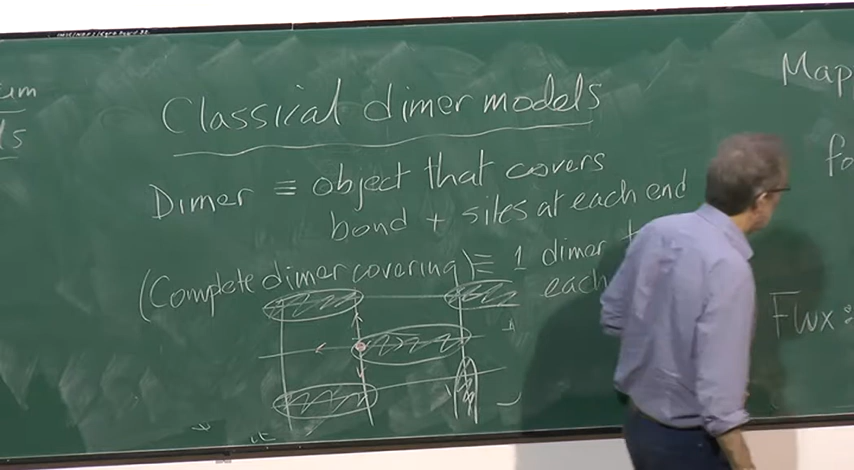 um
ls
Classical dimer models
Dimer ≡ object that covers
bond + sites at each end
(Complete dimer covering) ≡ 1 dimer
each
Map
fo
Flux :